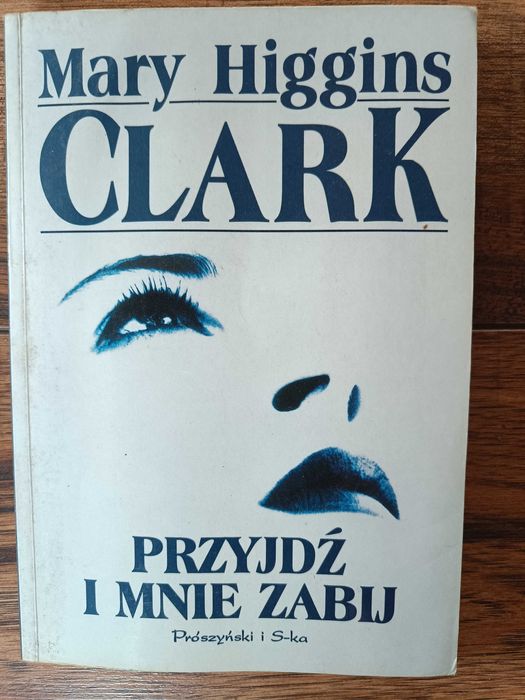 Mary Higgins
CLARK
PRZYJDŹ
I MNIE ZABIJ
Prószyński i S-ka